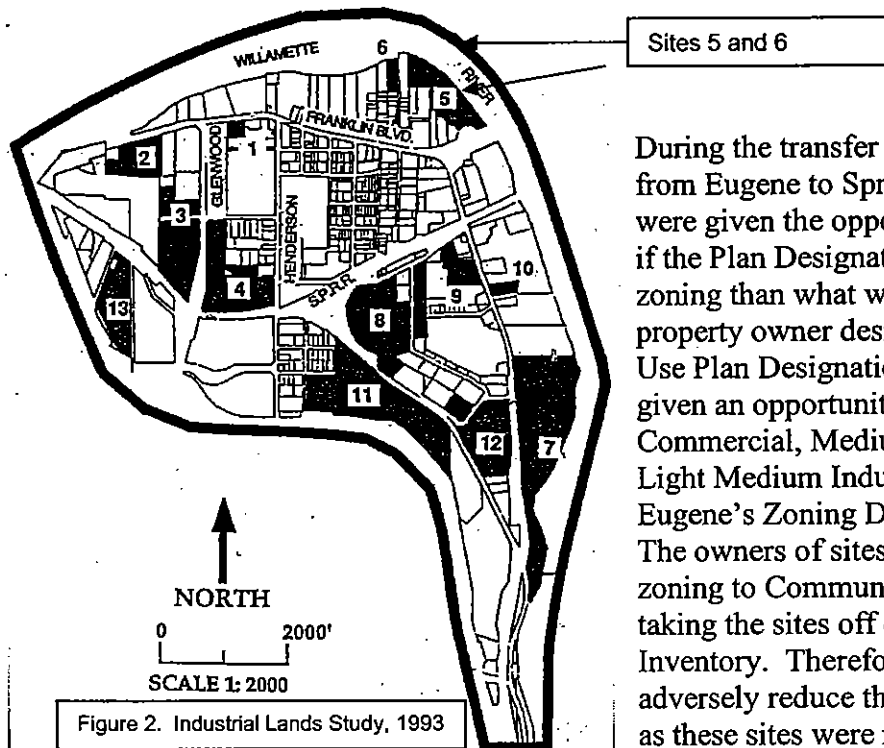 Sites 5 and 6
WILLAMETTE
RIVER
6
5
FRANKLIN BLVD.
GLENWOOD
1
2
3
HENDERSON
S.P.R.R.
4
10
9
8
13
11
12
7
NORTH
0 2000'
SCALE 1: 2000
Figure 2. Industrial Lands Study, 1993
During the transfer
from Eugene to Spr
were given the oppo
if the Plan Designat
zoning than what w
property owner desi
Use Plan Designatio
given an opportunit
Commercial, Mediu
Light Medium Indu
Eugene's Zoning D
The owners of sites
zoning to Commun
taking the sites off
Inventory. Therefo
adversely reduce th
as these sites were